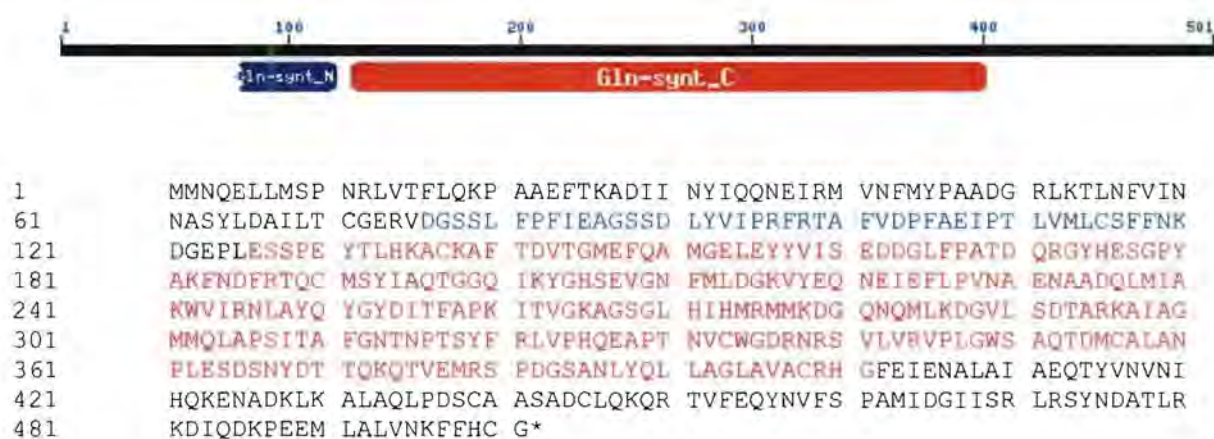 1 100 200 300 400 501
Gln-synt_N Gln-synt_C
1 MMNQELLMSP NRLVTFLQKP AAEFTKADII NYIQQNEIRM VNFMYPAADG RLKTLNFVIN
61 NASYLDAILT CGERVDGSSL FPFIEAGSSD LYVIPRFRTA FVDPFAEIPT LVMLCSFFNK
121 DGEPLESSPE YTLHKACKAF TDVTGMEFQA MGELEYYVIS EDDGLFPATD QRGYHESGPY
181 AKFNDFRTQC MSYIAQTGGQ IKYGHSEVGN FMLDGKVYEQ NEIEFLPVNA ENAADQLMIA
241 KWVIRNLAYQ YGYDITFAPK ITVGKAGSGL HIHMRMMKDG QNQMLKDGVL SDTARKAIAG
301 MMQLAPSITA FGNTNPTSYF RLVPHQEAPT NVCWGDRNRS VLVRVPLGWS AQTDMCALAN
361 PLESDSNYDT TQKQTVEMRS PDGSANLYQL LAGLAVACRH GFEIENALAI AEQTYVNVNI
421 HQKENADKLK ALAQLPDSCA ASADCLQKQR TVFEQYNVFS PAMIDGIISR LRSYNDATLR
481 KDIQDKPEEM LALVNKFFHC G*